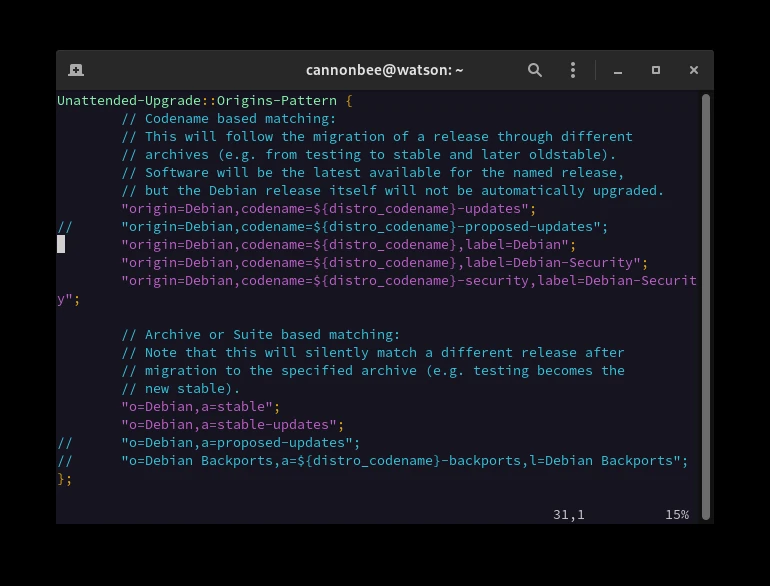 cannonbee@watson: ~
Unattended-Upgrade::Origins-Pattern {
        // Codename based matching:
        // This will follow the migration of a release through different
        // archives (e.g. from testing to stable and later oldstable).
        // Software will be the latest available for the named release,
        // but the Debian release itself will not be automatically upgraded.
        "origin=Debian,codename=${distro_codename}-updates";
//      "origin=Debian,codename=${distro_codename}-proposed-updates";
        "origin=Debian,codename=${distro_codename},label=Debian";
        "origin=Debian,codename=${distro_codename},label=Debian-Security";
        "origin=Debian,codename=${distro_codename}-security,label=Debian-Securit
y";
        // Archive or Suite based matching:
        // Note that this will silently match a different release after
        // migration to the specified archive (e.g. testing becomes the
        // new stable).
        "o=Debian,a=stable";
        "o=Debian,a=stable-updates";
//      "o=Debian,a=proposed-updates";
//      "o=Debian Backports,a=${distro_codename}-backports,l=Debian Backports";
};
31,1          15%